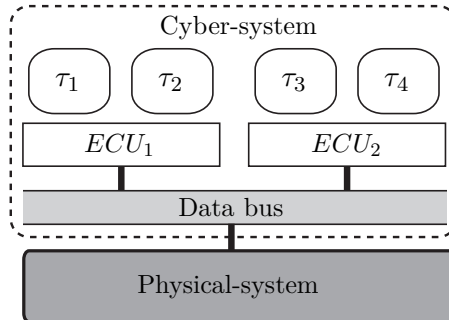 Cyber-system
τ₁ τ₂ τ₃ τ₄
ECU₁ ECU₂
Data bus
Physical-system